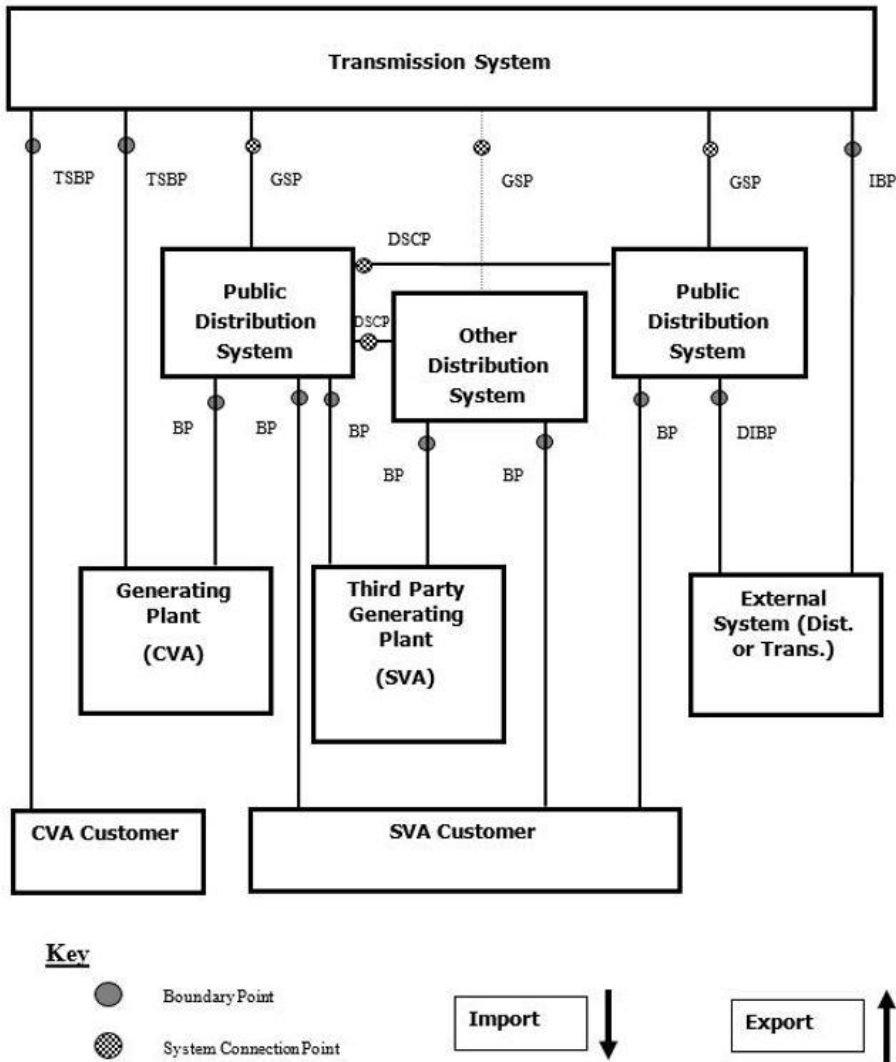 Transmission System
TSBP
TSBP
GSP
GSP
GSP
IBP
DSCP
Public
Distribution
System
DSCP
Other
Distribution
System
Public
Distribution
System
BP
BP
BP
BP
BP
BP
DIBP
Generating
Plant
(CVA)
Third Party
Generating
Plant
(SVA)
External
System (Dist.
or Trans.)
CVA Customer
SVA Customer
Key
Boundary Point
System Connection Point
Import
Export